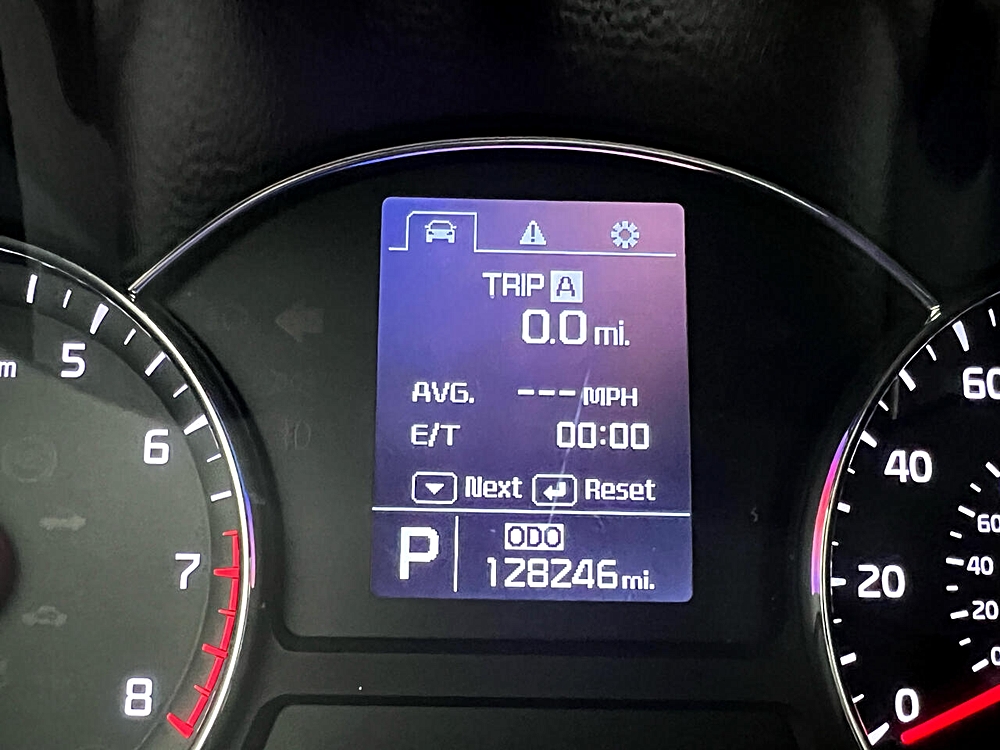 TRIP A
0.0 mi.
AVG. --- MPH
E/T 00:00
Next Reset
P
ODO
128246 mi.
5
6
7
8
60
40
20
0
60
40
20
0